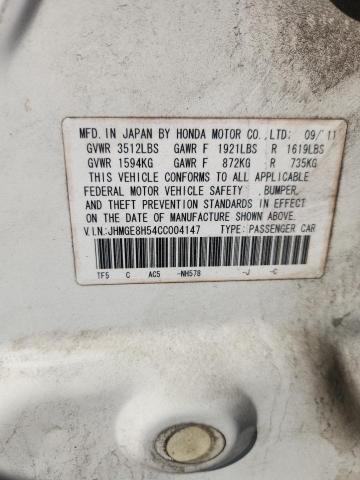 MFD. IN JAPAN BY HONDA MOTOR CO., LTD: 09/ 11
GVWR 3512LBS GAWR F 1921LBS R 1619LBS
GVWR 1594KG GAWR F 872KG R 735KG
THIS VEHICLE CONFORMS TO ALL APPLICABLE
FEDERAL MOTOR VEHICLE SAFETY , BUMPER,
AND THEFT PREVENTION STANDARDS IN EFFECT
ON THE DATE OF MANUFACTURE SHOWN ABOVE.
V.I.N.:JHMGE8H54CC004147 TYPE: PASSENGER CAR
TF5 C AC5 -NH578 -J -C